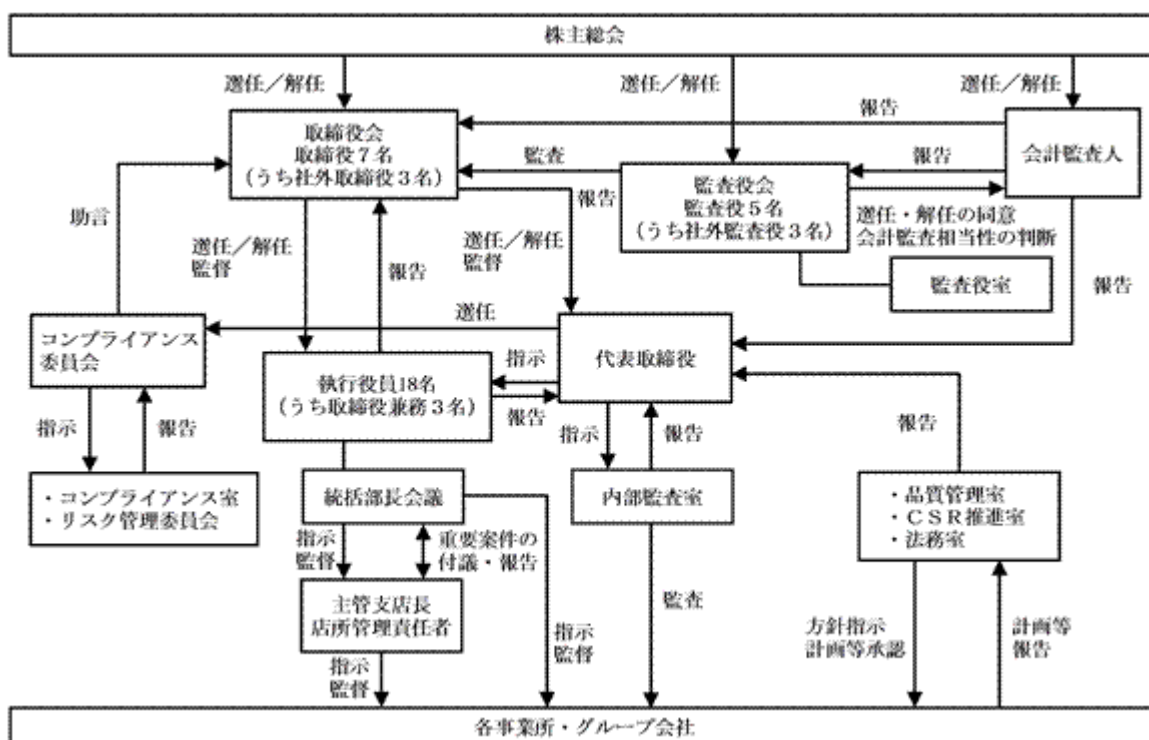 株主総会
選任／解任
選任／解任
選任／解任
報告
取締役会
取締役７名
（うち社外取締役３名）
監査
報告
会計監査人
監査役会
監査役５名
（うち社外監査役３名）
助言
報告
選任・解任の同意
会計監査相当性の判断
選任／解任
監督
報告
選任／解任
監督
監査役室
報告
選任
コンプライアンス
委員会
代表取締役
指示
執行役員18名
（うち取締役兼務３名）
報告
指示
報告
指示
報告
報告
・コンプライアンス室
・リスク管理委員会
統括部長会議
内部監査室
・品質管理室
・ＣＳＲ推進室
・法務室
指示
監督
重要案件の
付議・報告
主管支店長
店所管理責任者
監査
指示
監督
方針指示
計画等承認
計画等
報告
指示
監督
各事業所・グループ会社